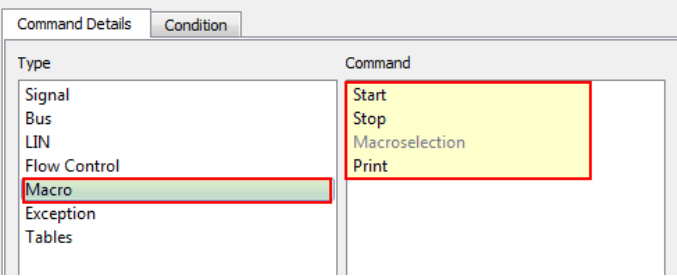 Command Details
Condition
Type
Command
Signal
Bus
LIN
Flow Control
Macro
Exception
Tables
Start
Stop
Macroselection
Print